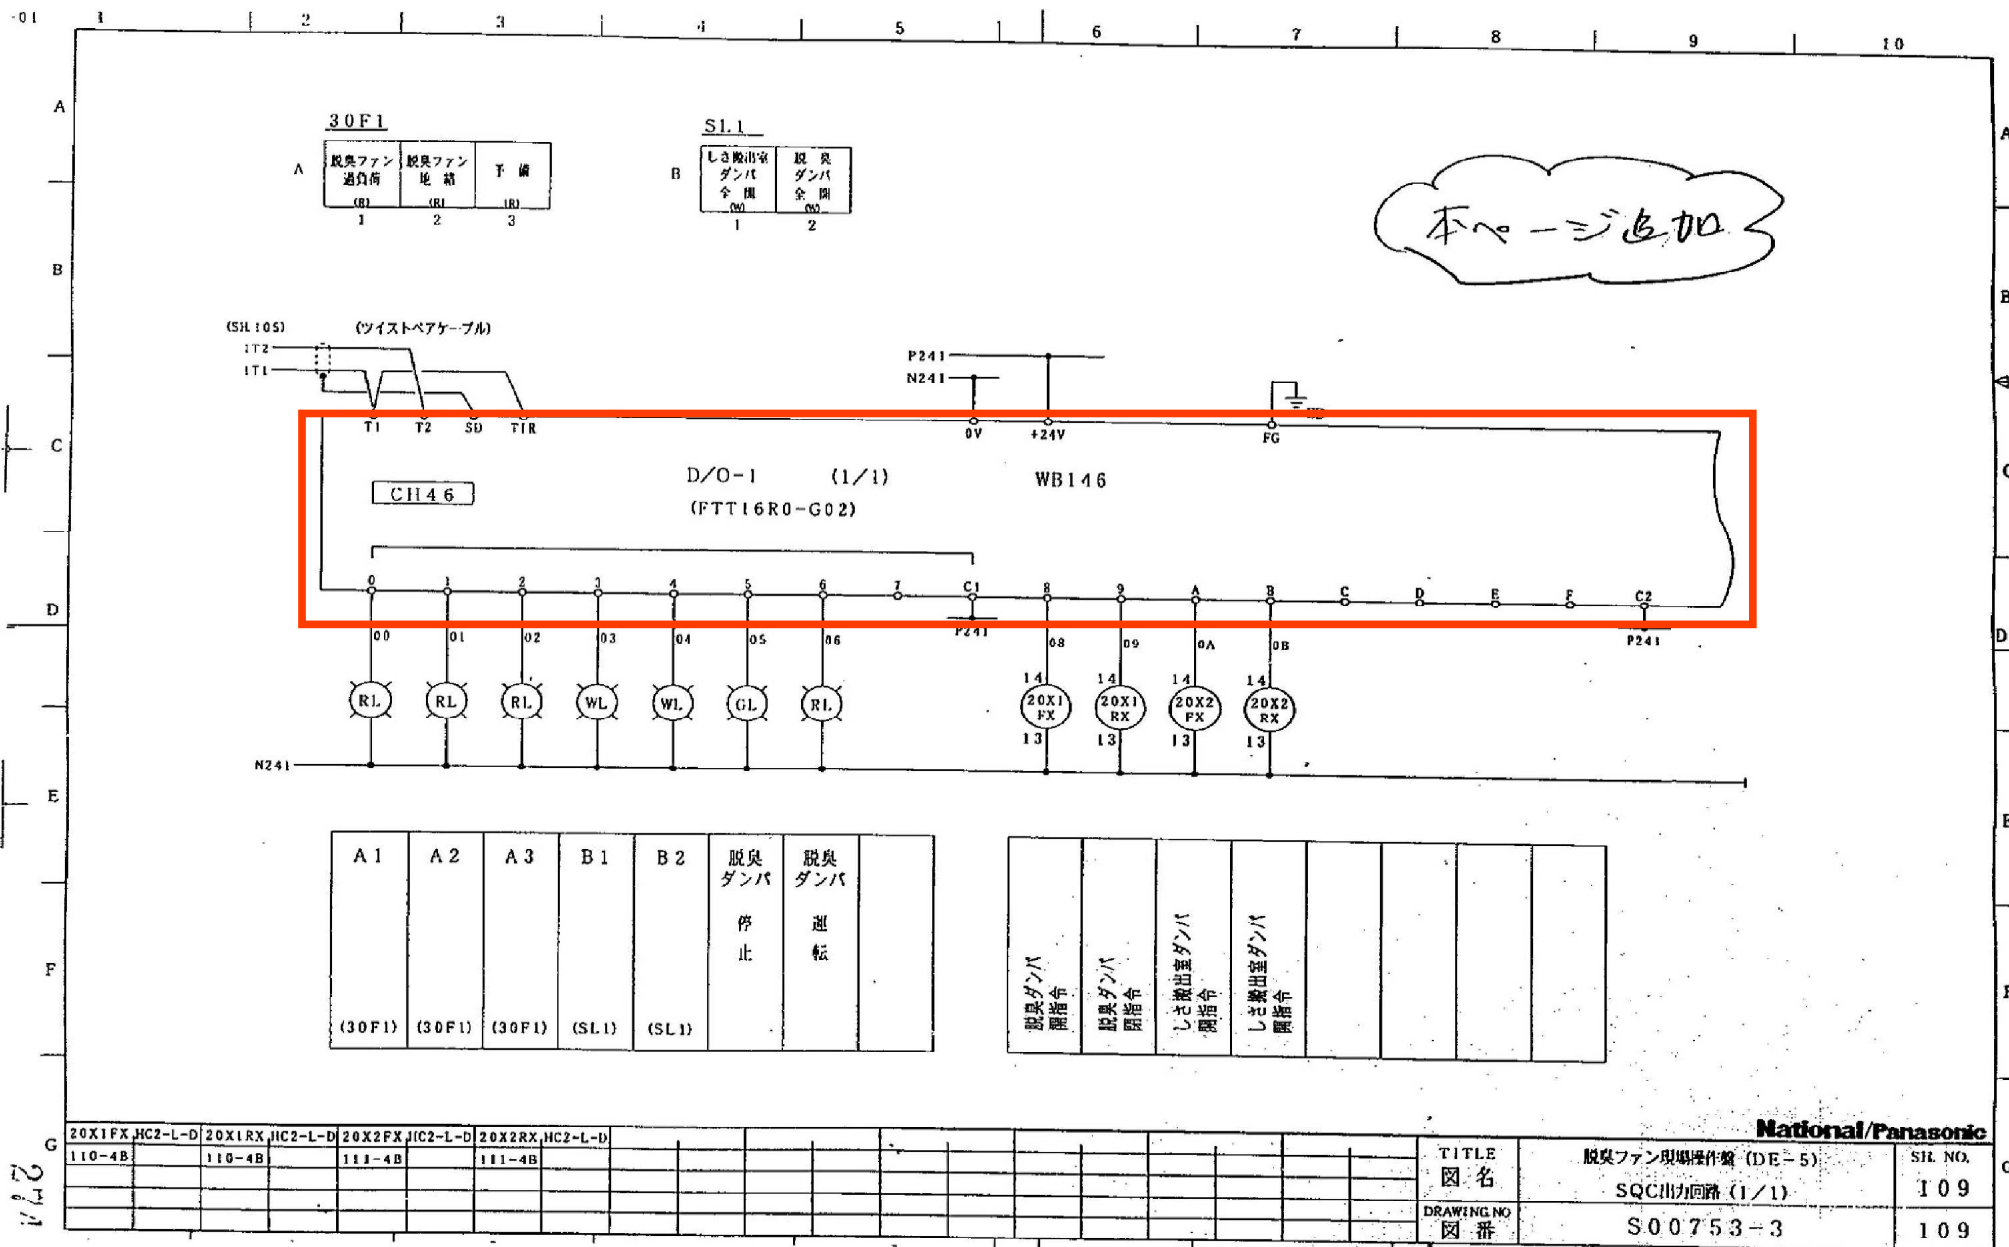 -01
1 2 3 4 5 6 7 8 9 10
A
30F1
A
脱臭ファン 過負荷 (R) 1
脱臭ファン 地絡 (R) 2
予備 (R) 3
SL1
B
しさ搬出室 ダンパ 全開 (W) 1
脱臭 ダンパ 全開 (W) 2
本ページ追加
B
(SH.105) (ツイストペアケーブル)
1T2
1T1
P241
N241
T1 T2 SD T1R 0V +24V FG
C
CH46
D/O-1 (1/1) WB146
(FTT16R0-G02)
0 1 2 3 4 5 6 7 C1 8 9 A B C D E F C2
D
00 01 02 03 04 05 06 P241 08 09 0A 0B P241
14 14 14 14
RL RL RL WL WL GL RL 20X1 FX 20X1 RX 20X2 FX 20X2 RX
13 13 13 13
N241
E
A1 (30F1)
A2 (30F1)
A3 (30F1)
B1 (SL1)
B2 (SL1)
脱臭 ダンパ 停止
脱臭 ダンパ 運転
脱臭ダンパ 開指令
脱臭ダンパ 閉指令
しさ搬出室ダンパ 開指令
しさ搬出室ダンパ
F
G
National/Panasonic
20X1FX HC2-L-D 20X1RX HC2-L-D 20X2FX HC2-L-D 20X2RX HC2-L-D
110-4B 110-4B 111-4B 111-4B
TITLE 図名
脱臭ファン現場操作盤 (DE-5)
SQC出力回路 (1/1)
SH. NO. 109
DRAWING NO 図番
S00753-3
109